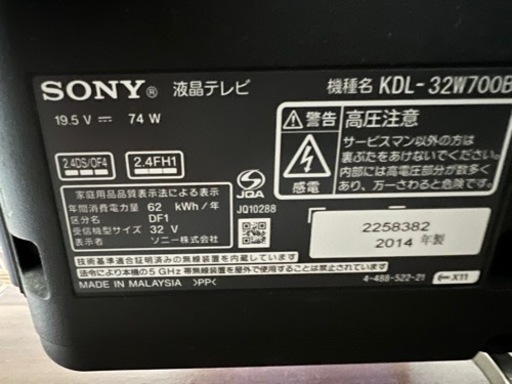 SONY® 液晶テレビ
機種名 KDL-32W700B
19.5 V ⎓ 74 W
2.4DS/OF4 2.4FH1
家庭用品品質表示法による表示
年間消費電力量 62 kWh/年
区分名 DF1
受信機型サイズ 32 V
表示者 ソニー株式会社
JQA
JQ10288
警告 高圧注意
感電
サービスマン以外の方は
裏ぶたをあけないでください。
内部には高電圧部分が数多く
あり、万一さわると危険です。
2258382
2014 年製
技術基準適合証明済みの無線装置を内蔵しています
法令により本機の5 GHz 帯無線装置を屋外で使用することは禁止されています
MADE IN MALAYSIA >PP<
4-488-522-21
X11